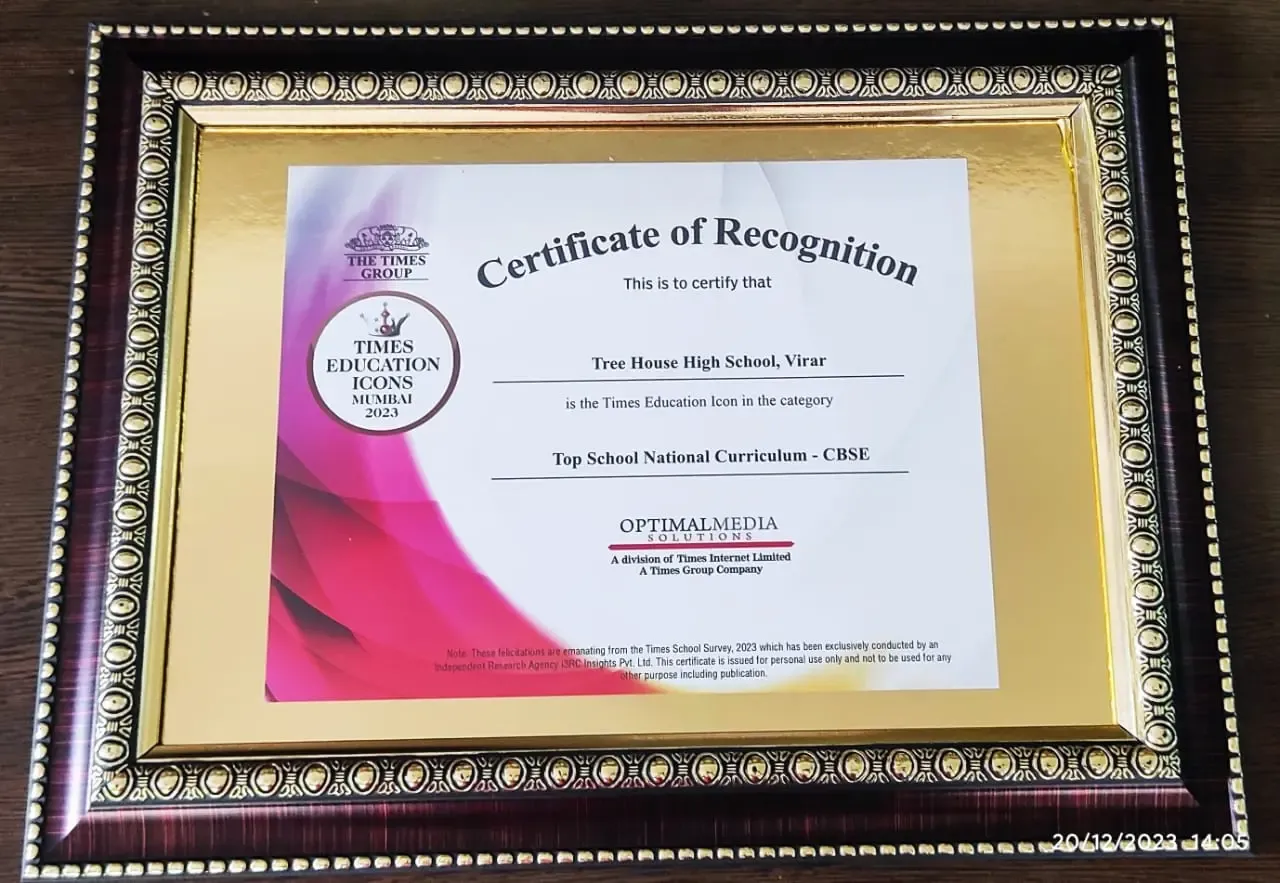 THE TIMES
GROUP
TIMES
EDUCATION
ICONS
MUMBAI
2023
Certificate of Recognition
This is to certify that
Tree House High School, Virar
is the Times Education Icon in the category
Top School National Curriculum - CBSE
OPTIMALMEDIA
SOLUTIONS
A division of Times Internet Limited
A Times Group Company
Note: These felicitations are emanating from the Times School Survey, 2023 which has been exclusively conducted by an
Independent Research Agency Insights Pvt. Ltd. This certificate is issued for personal use only and not to be used for any
other purpose including publication.
20/12/2023 14:05